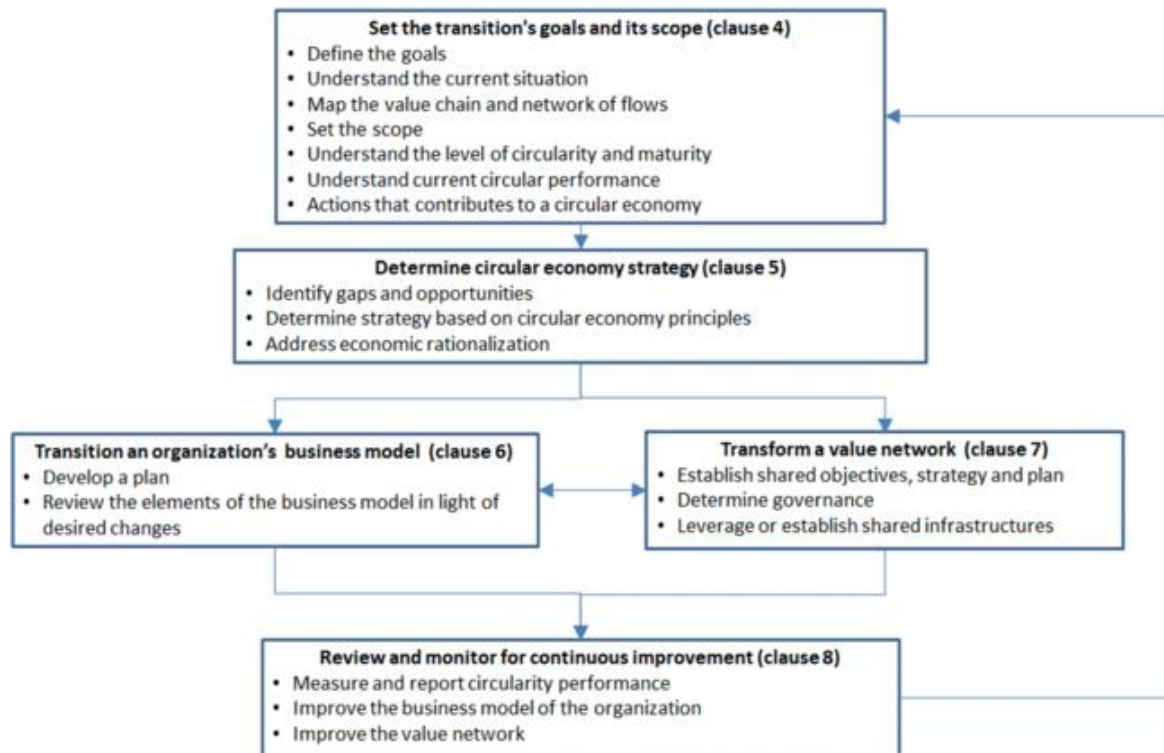 Set the transition's goals and its scope (clause 4)
• Define the goals
• Understand the current situation
• Map the value chain and network of flows
• Set the scope
• Understand the level of circularity and maturity
• Understand current circular performance
• Actions that contributes to a circular economy
Determine circular economy strategy (clause 5)
• Identify gaps and opportunities
• Determine strategy based on circular economy principles
• Address economic rationalization
Transition an organization's business model (clause 6)
• Develop a plan
• Review the elements of the business model in light of
desired changes
Transform a value network (clause 7)
• Establish shared objectives, strategy and plan
• Determine governance
• Leverage or establish shared infrastructures
Review and monitor for continuous improvement (clause 8)
• Measure and report circularity performance
• Improve the business model of the organization
• Improve the value network